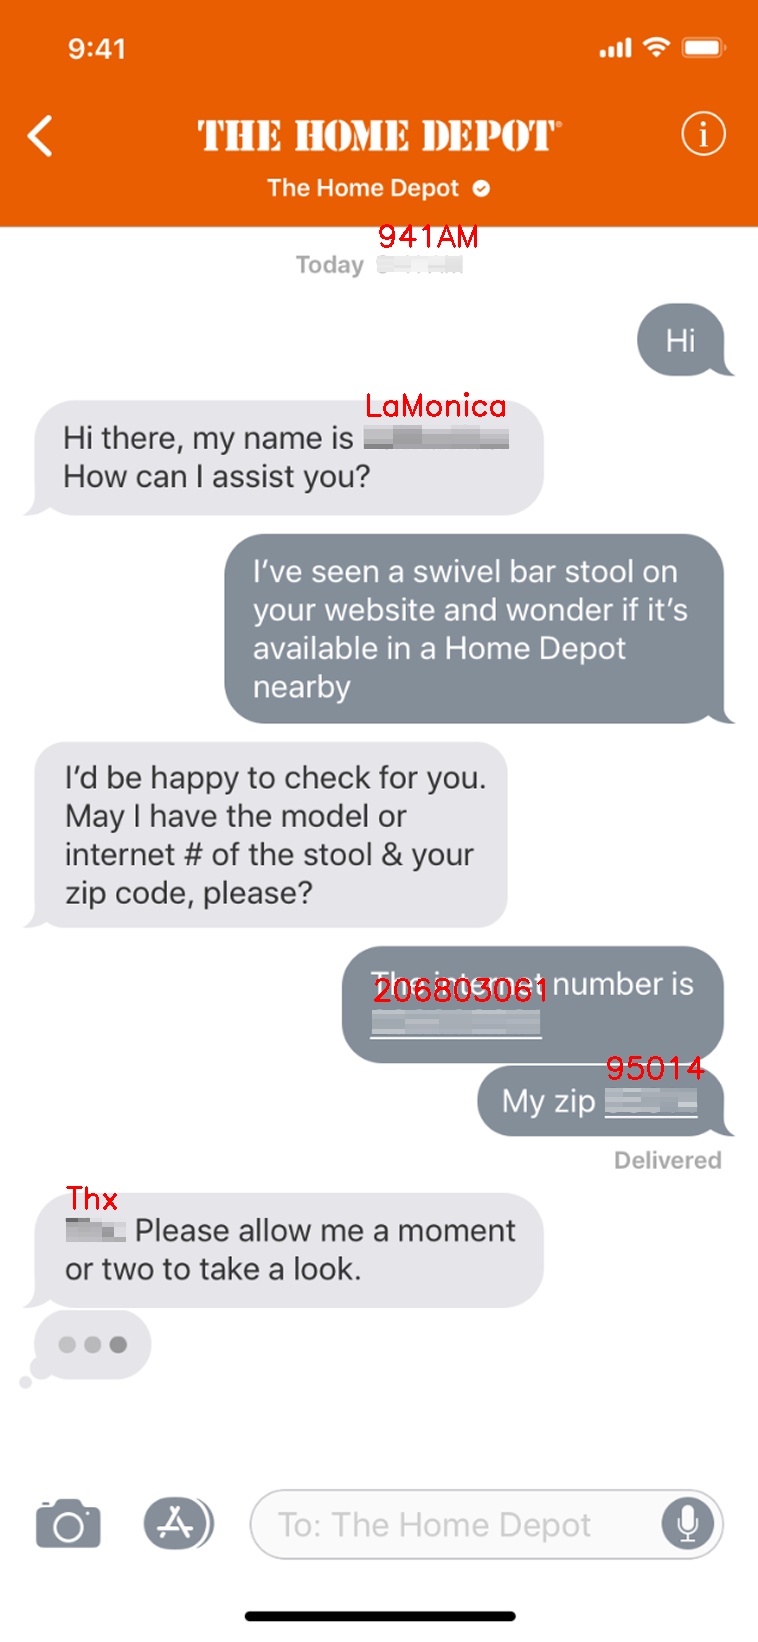 9:41
THE HOME DEPOT
The Home Depot
941AM
Today
Hi
LaMonica
Hi there, my name is
How can I assist you?
I've seen a swivel bar stool on
your website and wonder if it's
available in a Home Depot
nearby
I'd be happy to check for you.
May I have the model or
internet # of the stool & your
zip code, please?
The internet number is
206803061
95014
My zip
Delivered
Thx
Please allow me a moment
or two to take a look.
To: The Home Depot